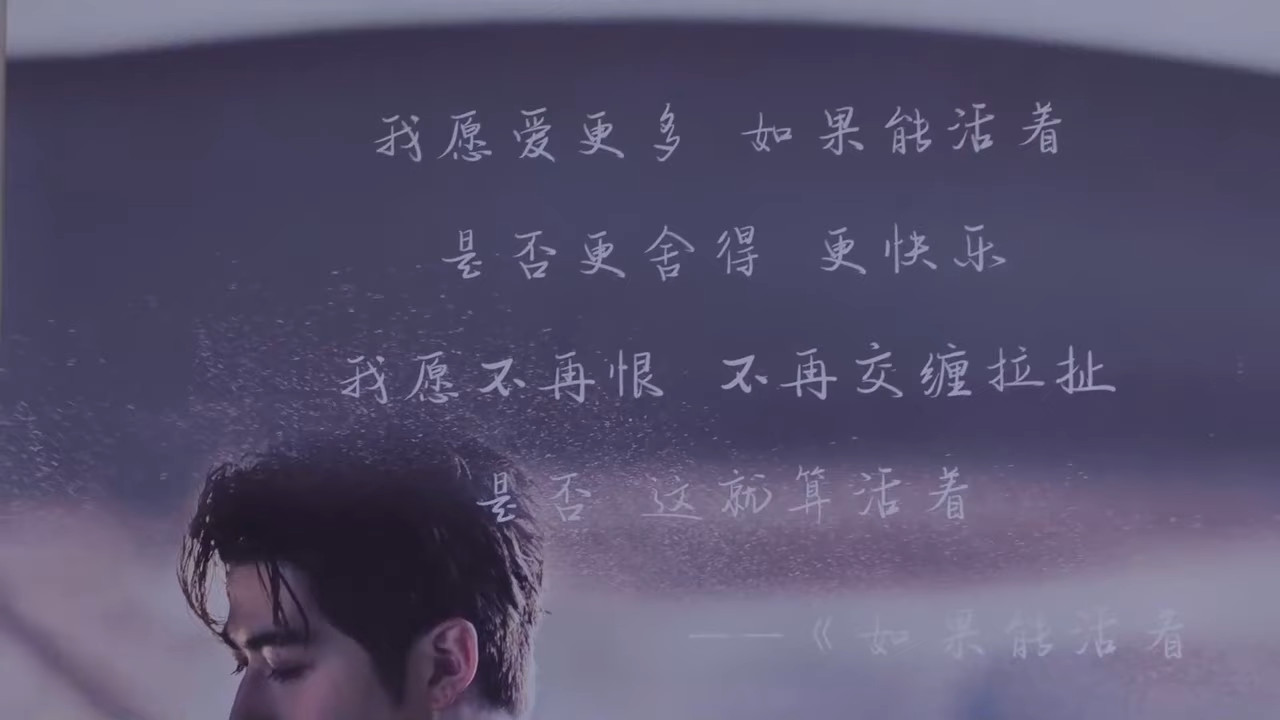 我愿爱更多 如果能活着
是否更舍得 更快乐
我愿不再恨 不再交缠拉扯
是否 这就算活着
——《如果能活着